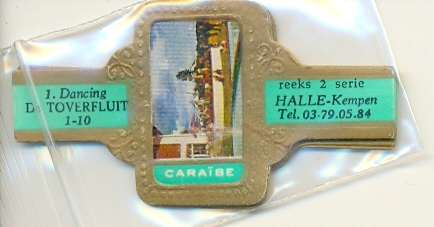 1. Dancing
De TOVERFLUIT
1-10
CARAÏBE
reeks 2 serie
HALLE-Kempen
Tel. 03-79.05.84